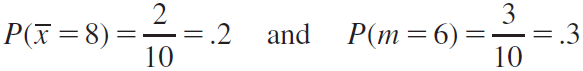 P(x̄ = 8) = 2/10 = .2 and P(m = 6) = 3/10 = .3